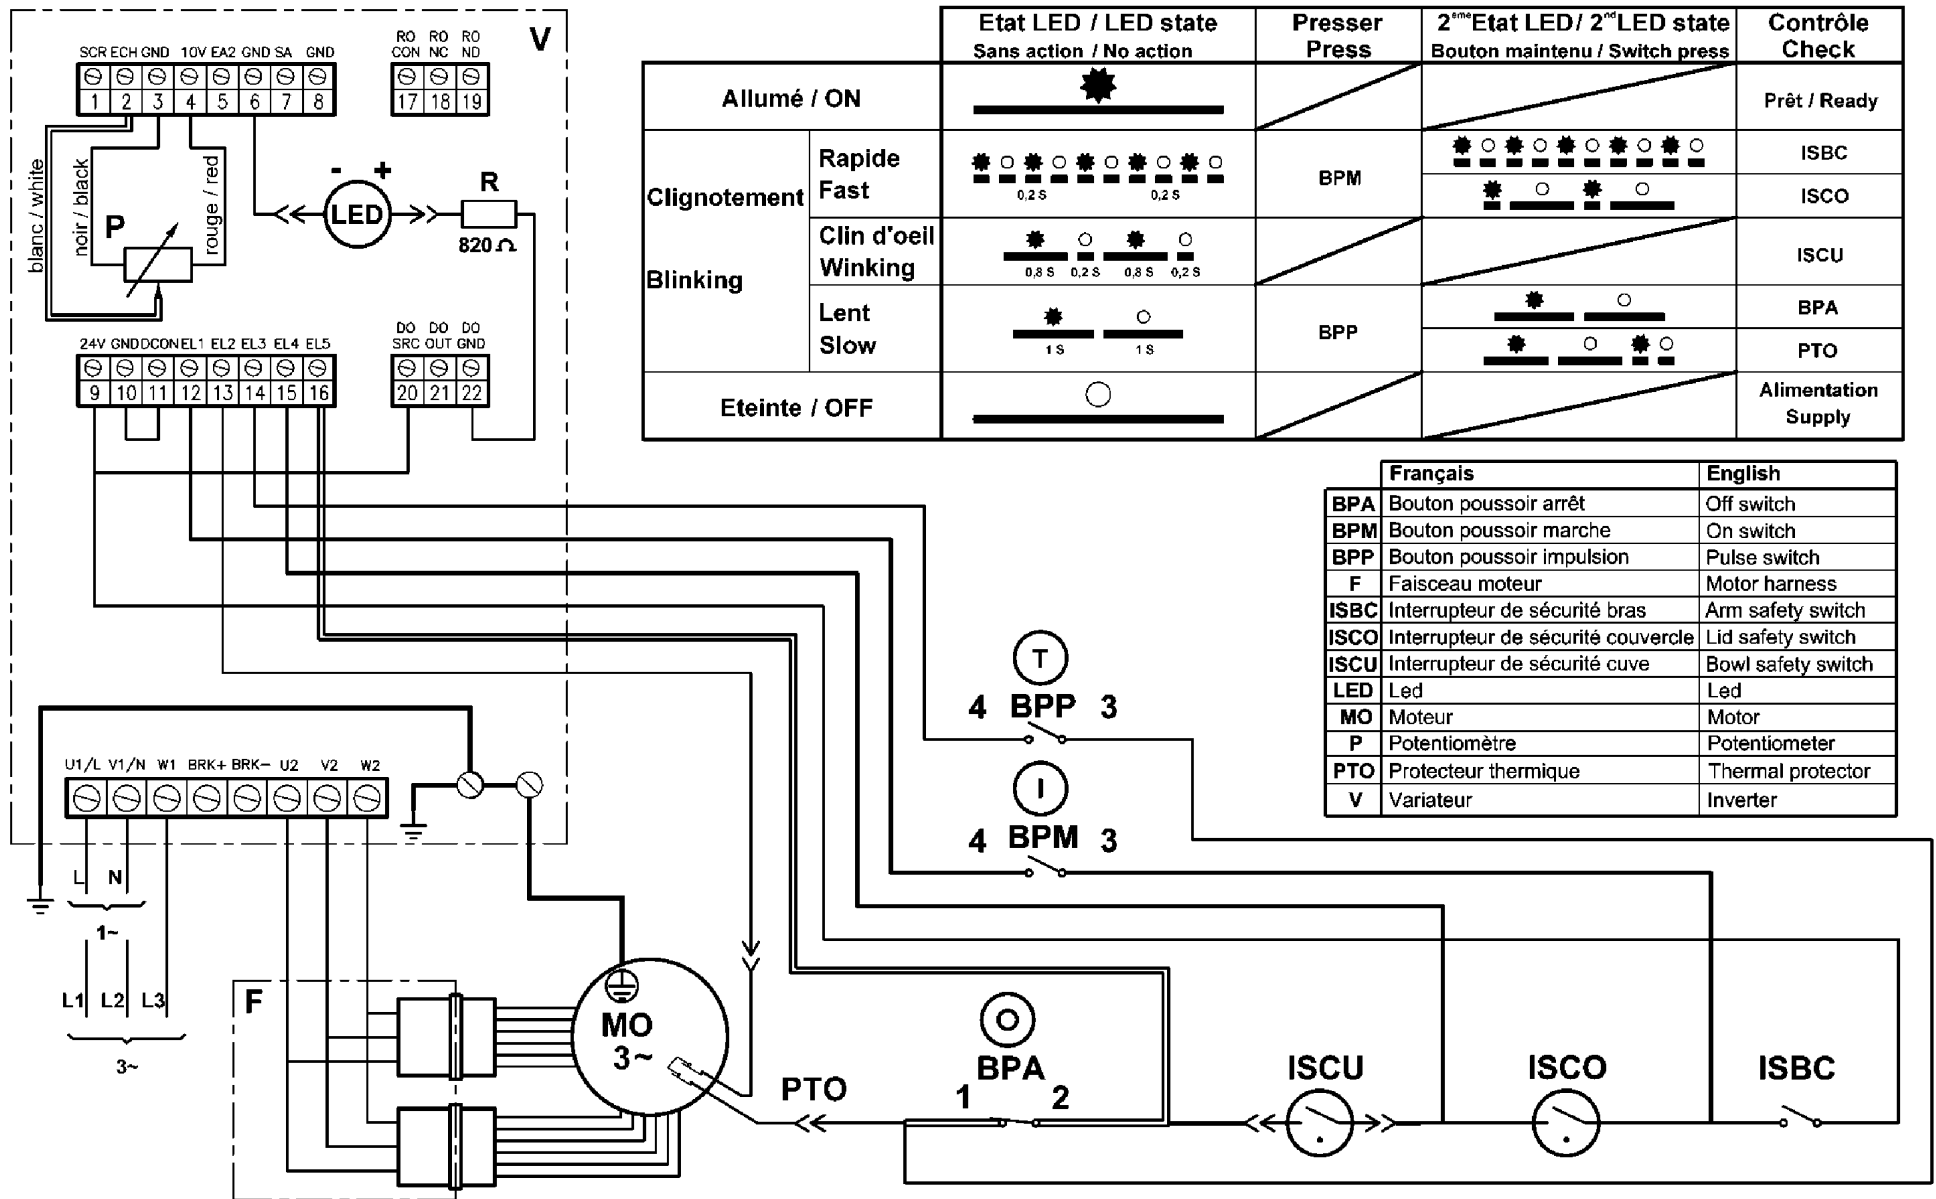 V
SCR ECH GND 10V EA2 GND SA GND
1 2 3 4 5 6 7 8
RO CON
RO NC
RO ND
17 18 19
blanc / white
noir / black
rouge / red
P
- +
LED
R
820 Ω
24V GND DCON EL1 EL2 EL3 EL4 EL5
9 10 11 12 13 14 15 16
DO SRC
DO OUT
DO GND
20 21 22
U1/L V1/N W1 BRK+ BRK- U2 V2 W2
L N
1~
L1 L2 L3
3~
F
MO
3~
PTO
T
4 BPP 3
I
4 BPM 3
O
BPA
1 2
ISCU
ISCO
ISBC
Etat LED / LED state
Sans action / No action
Presser
Press
2ème Etat LED / 2nd LED state
Bouton maintenu / Switch press
Contrôle
Check
Allumé / ON
Prêt / Ready
Clignotement
Blinking
Rapide
Fast
0,2 S 0,2 S
BPM
ISBC
ISCO
Clin d'oeil
Winking
0,8 S 0,2 S 0,8 S 0,2 S
ISCU
Lent
Slow
1 S 1 S
BPP
BPA
PTO
Eteinte / OFF
Alimentation
Supply
Français English
BPA Bouton poussoir arrêt Off switch
BPM Bouton poussoir marche On switch
BPP Bouton poussoir impulsion Pulse switch
F Faisceau moteur Motor harness
ISBC Interrupteur de sécurité bras Arm safety switch
ISCO Interrupteur de sécurité couvercle Lid safety switch
ISCU Interrupteur de sécurité cuve Bowl safety switch
LED Led Led
MO Moteur Motor
P Potentiomètre Potentiometer
PTO Protecteur thermique Thermal protector
V Variateur Inverter